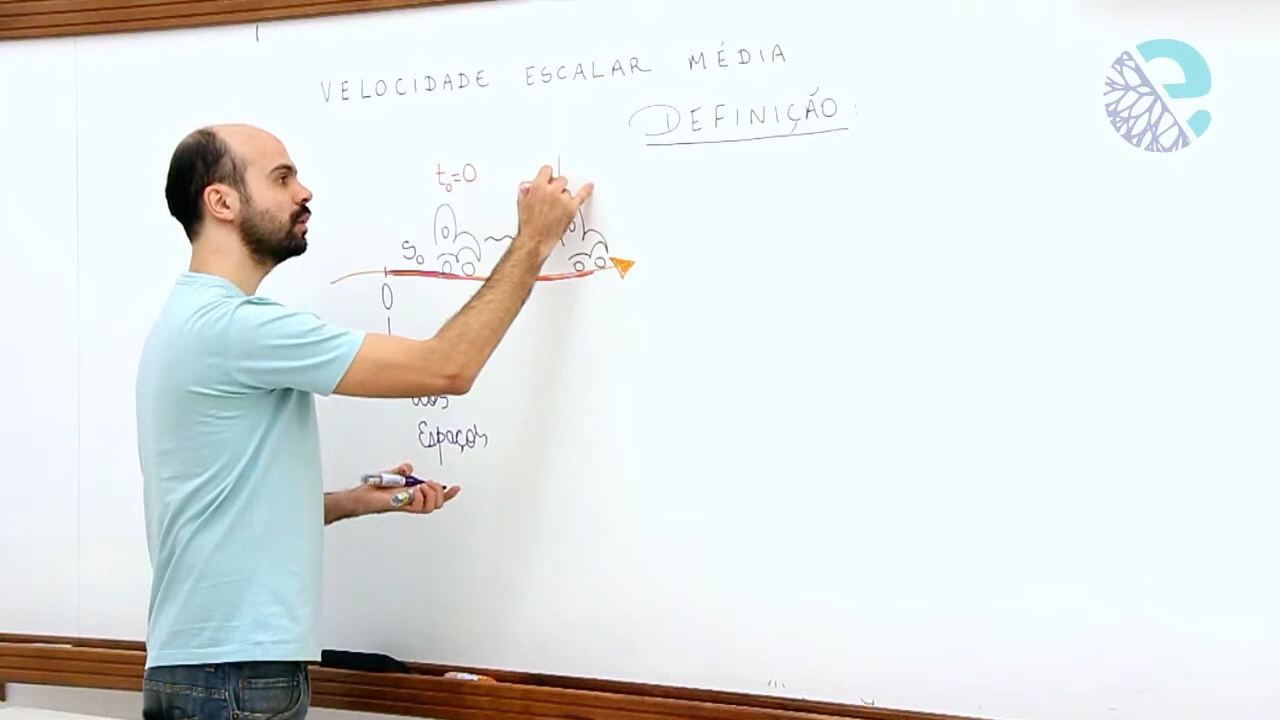 VELOCIDADE ESCALAR MÉDIA
DEFINIÇÃO:
t₀=0
S₀
0
Espaços